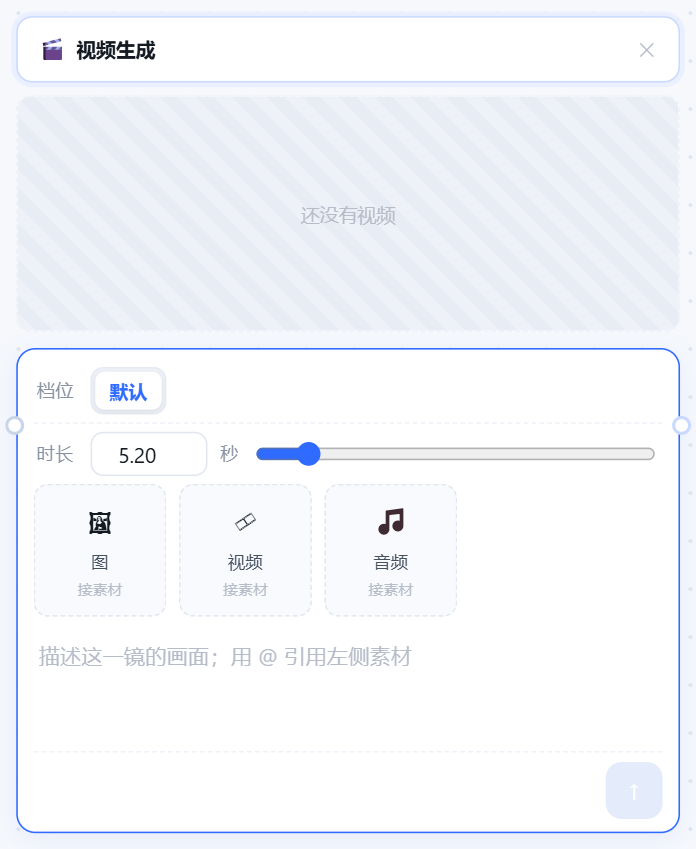 视频生成
还没有视频
档位 默认
时长 5.20 秒
图 视频 音频
接素材 接素材 接素材
描述这一镜的画面；用 @ 引用左侧素材
↑